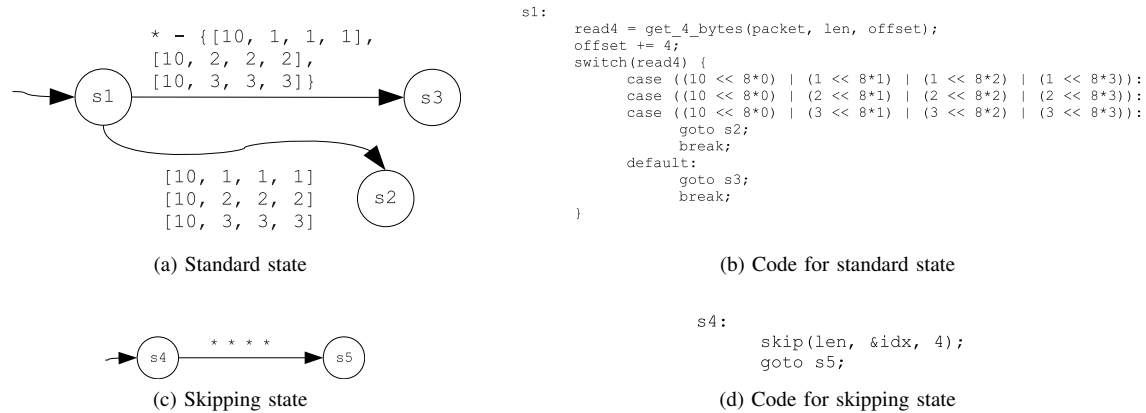 * - {[10, 1, 1, 1],
[10, 2, 2, 2],
[10, 3, 3, 3]}
s1
s3
[10, 1, 1, 1]
[10, 2, 2, 2]
[10, 3, 3, 3]
s2
(a) Standard state
s1:
read4 = get_4_bytes(packet, len, offset);
offset += 4;
switch(read4) {
case ((10 << 8*0) | (1 << 8*1) | (1 << 8*2) | (1 << 8*3)):
case ((10 << 8*0) | (2 << 8*1) | (2 << 8*2) | (2 << 8*3)):
case ((10 << 8*0) | (3 << 8*1) | (3 << 8*2) | (3 << 8*3)):
goto s2;
break;
default:
goto s3;
break;
}
(b) Code for standard state
s4
* * * *
s5
(c) Skipping state
s4:
skip(len, &idx, 4);
goto s5;
(d) Code for skipping state